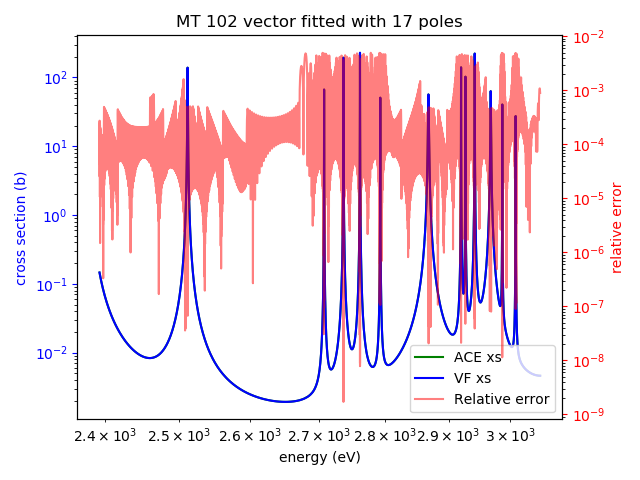 MT 102 vector fitted with 17 poles
cross section (b)
10²
10¹
10⁰
10⁻¹
10⁻²
10⁻²
10⁻³
10⁻⁴
10⁻⁵
10⁻⁶
10⁻⁷
10⁻⁸
10⁻⁹
relative error
ACE xs
VF xs
Relative error
2.4 × 10³ 2.5 × 10³ 2.6 × 10³ 2.7 × 10³ 2.8 × 10³ 2.9 × 10³ 3 × 10³
energy (eV)